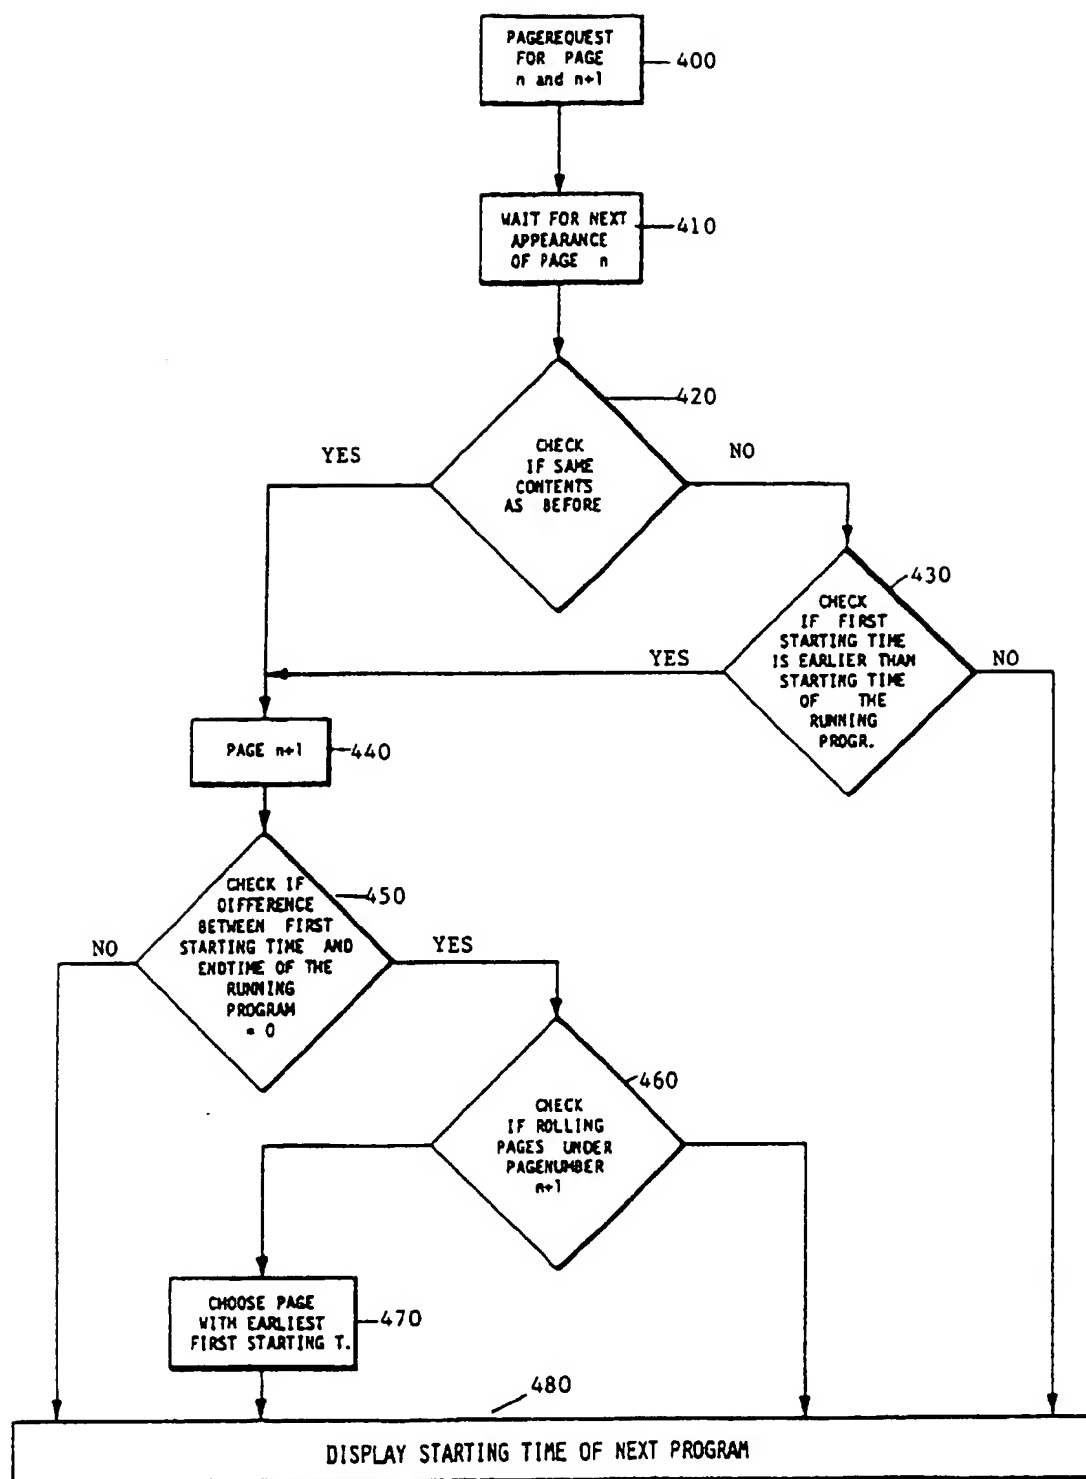 PAGEREQUEST
FOR PAGE
n and n+1
400
WAIT FOR NEXT
APPEARANCE
OF PAGE n
410
420
CHECK
IF SAME
CONTENTS
AS BEFORE
YES
NO
430
CHECK
IF FIRST
STARTING TIME
IS EARLIER THAN
STARTING TIME
OF THE
RUNNING
PROGR.
YES
NO
PAGE n+1
440
CHECK IF
DIFFERENCE
BETWEEN FIRST
STARTING TIME AND
ENDTIME OF THE
RUNNING
PROGRAM
= 0
450
NO
YES
460
CHECK
IF ROLLING
PAGES UNDER
PAGENUMBER
n+1
CHOOSE PAGE
WITH EARLIEST
FIRST STARTING T.
470
480
DISPLAY STARTING TIME OF NEXT PROGRAM